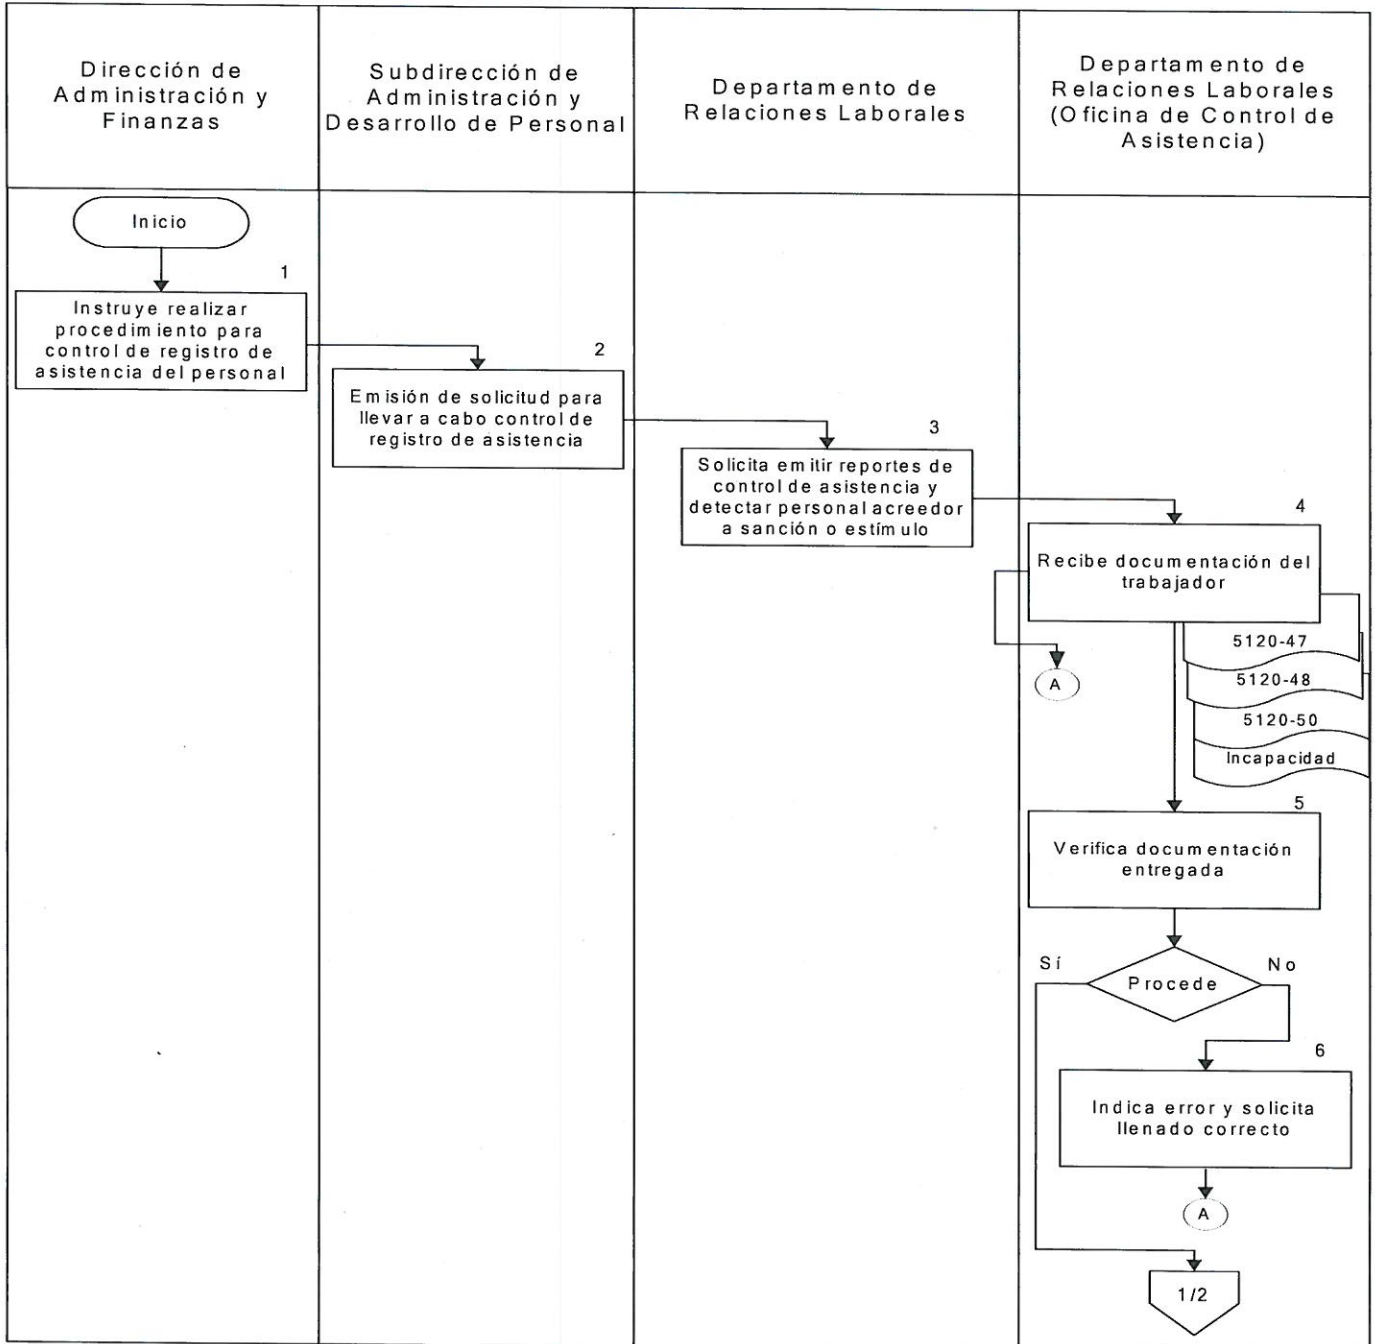 Dirección de
Administración y
Finanzas
Subdirección de
Administración y
Desarrollo de Personal
Departamento de
Relaciones Laborales
Departamento de
Relaciones Laborales
(Oficina de Control de
Asistencia)
Inicio
1
Instruye realizar
procedimiento para
control de registro de
asistencia del personal
2
Emisión de solicitud para
llevar a cabo control de
registro de asistencia
3
Solicita emitir reportes de
control de asistencia y
detectar personal acreedor
a sanción o estímulo
4
Recibe documentación del
trabajador
5120-47
5120-48
5120-50
Incapacidad
A
5
Verifica documentación
entregada
Sí
No
Procede
6
Indica error y solicita
llenado correcto
A
1/2